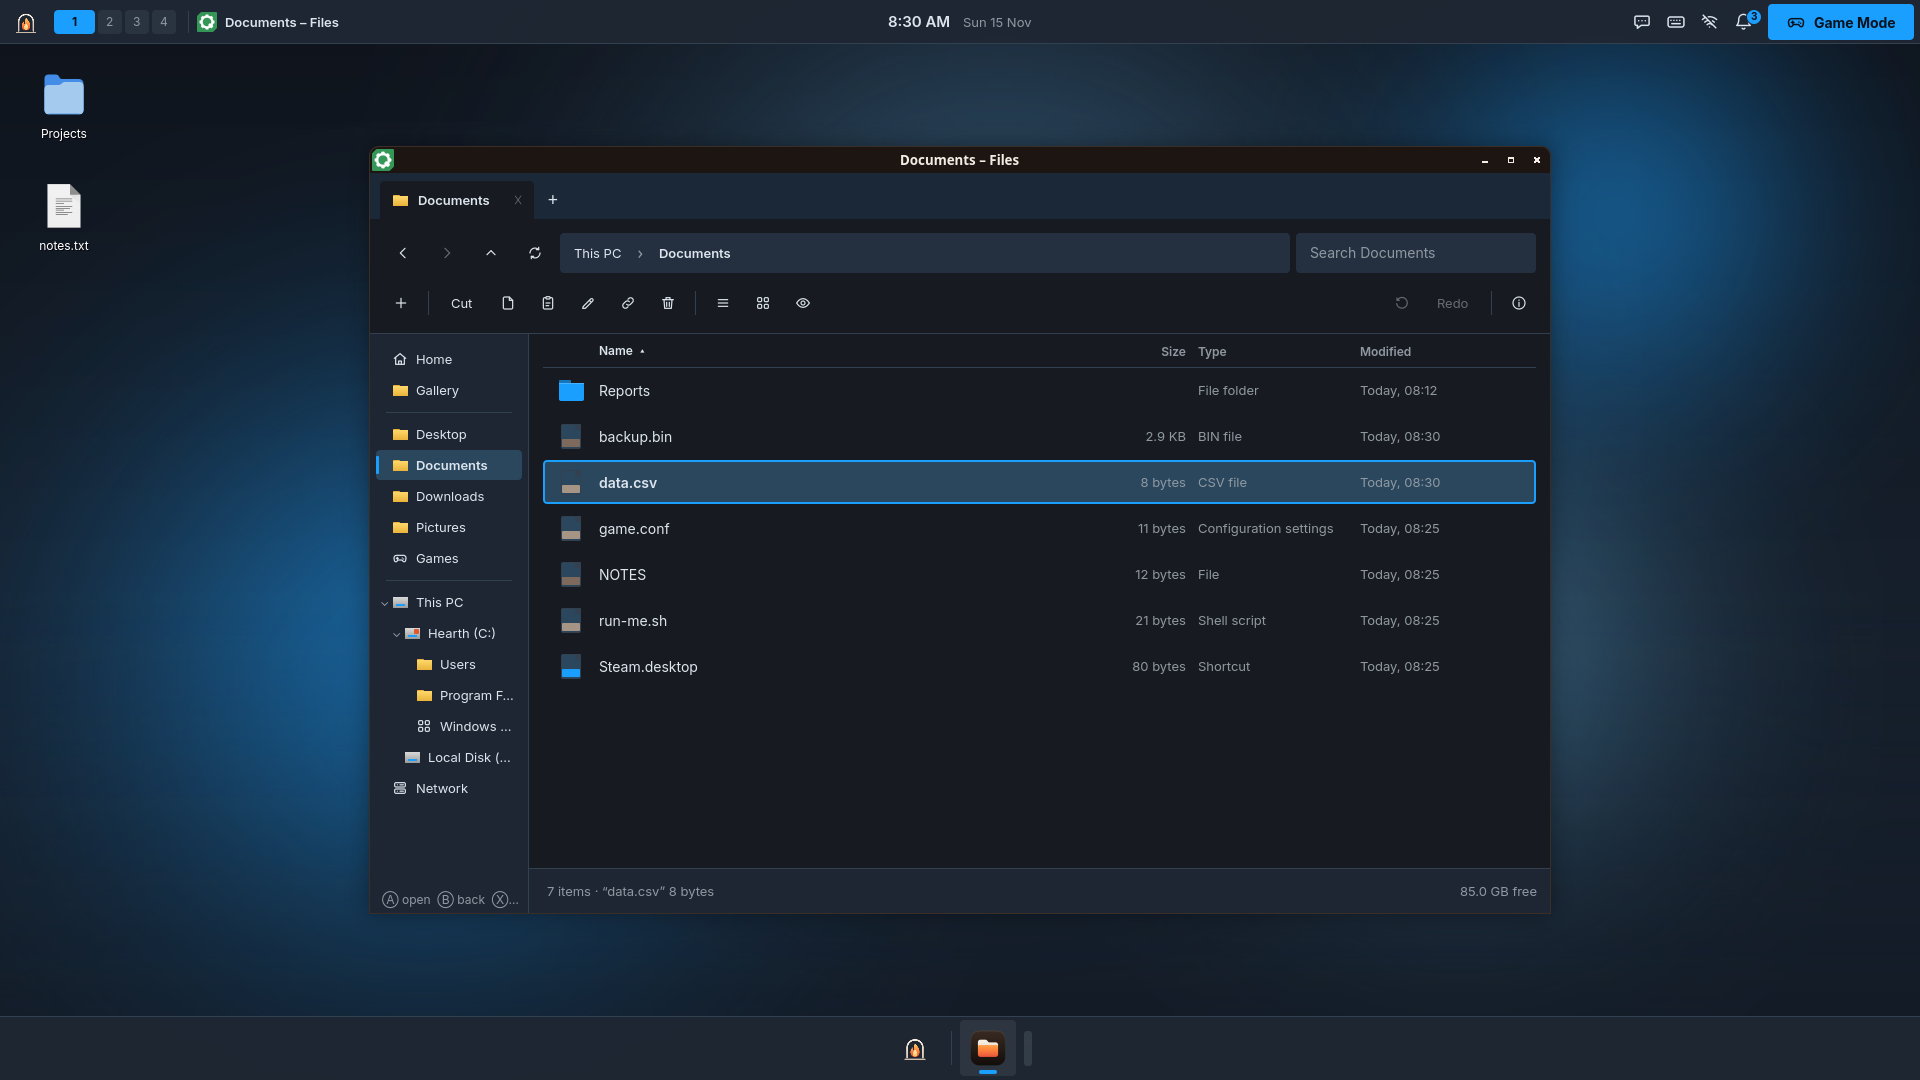 1 2 3 4 Documents – Files 8:30 AM Sun 15 Nov 3 Game Mode
Projects
notes.txt
Documents – Files
Documents X +
This PC › Documents Search Documents
Cut Redo
Home
Gallery
Desktop
Documents
Downloads
Pictures
Games
This PC
Hearth (C:)
Users
Program F...
Windows ...
Local Disk (...
Network
A open B back X...
Name Size Type Modified
Reports File folder Today, 08:12
backup.bin 2.9 KB BIN file Today, 08:30
data.csv 8 bytes CSV file Today, 08:30
game.conf 11 bytes Configuration settings Today, 08:25
NOTES 12 bytes File Today, 08:25
run-me.sh 21 bytes Shell script Today, 08:25
Steam.desktop 80 bytes Shortcut Today, 08:25
7 items · “data.csv” 8 bytes 85.0 GB free